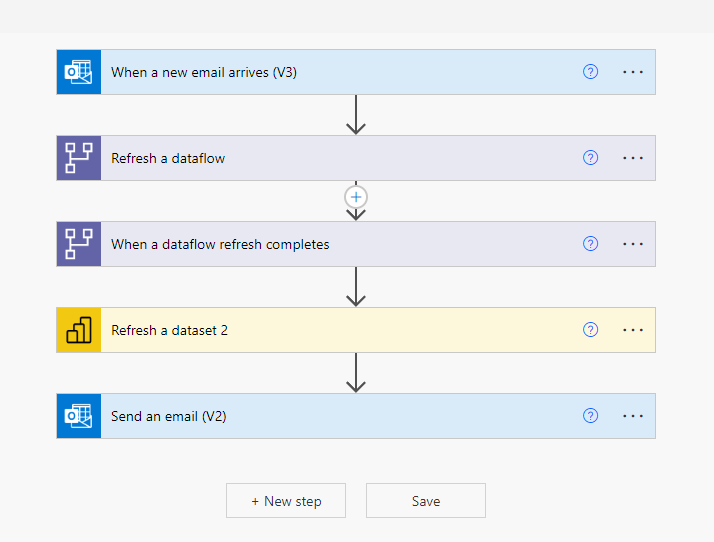 When a new email arrives (V3)
Refresh a dataflow
When a dataflow refresh completes
Refresh a dataset 2
Send an email (V2)
+ New step
Save